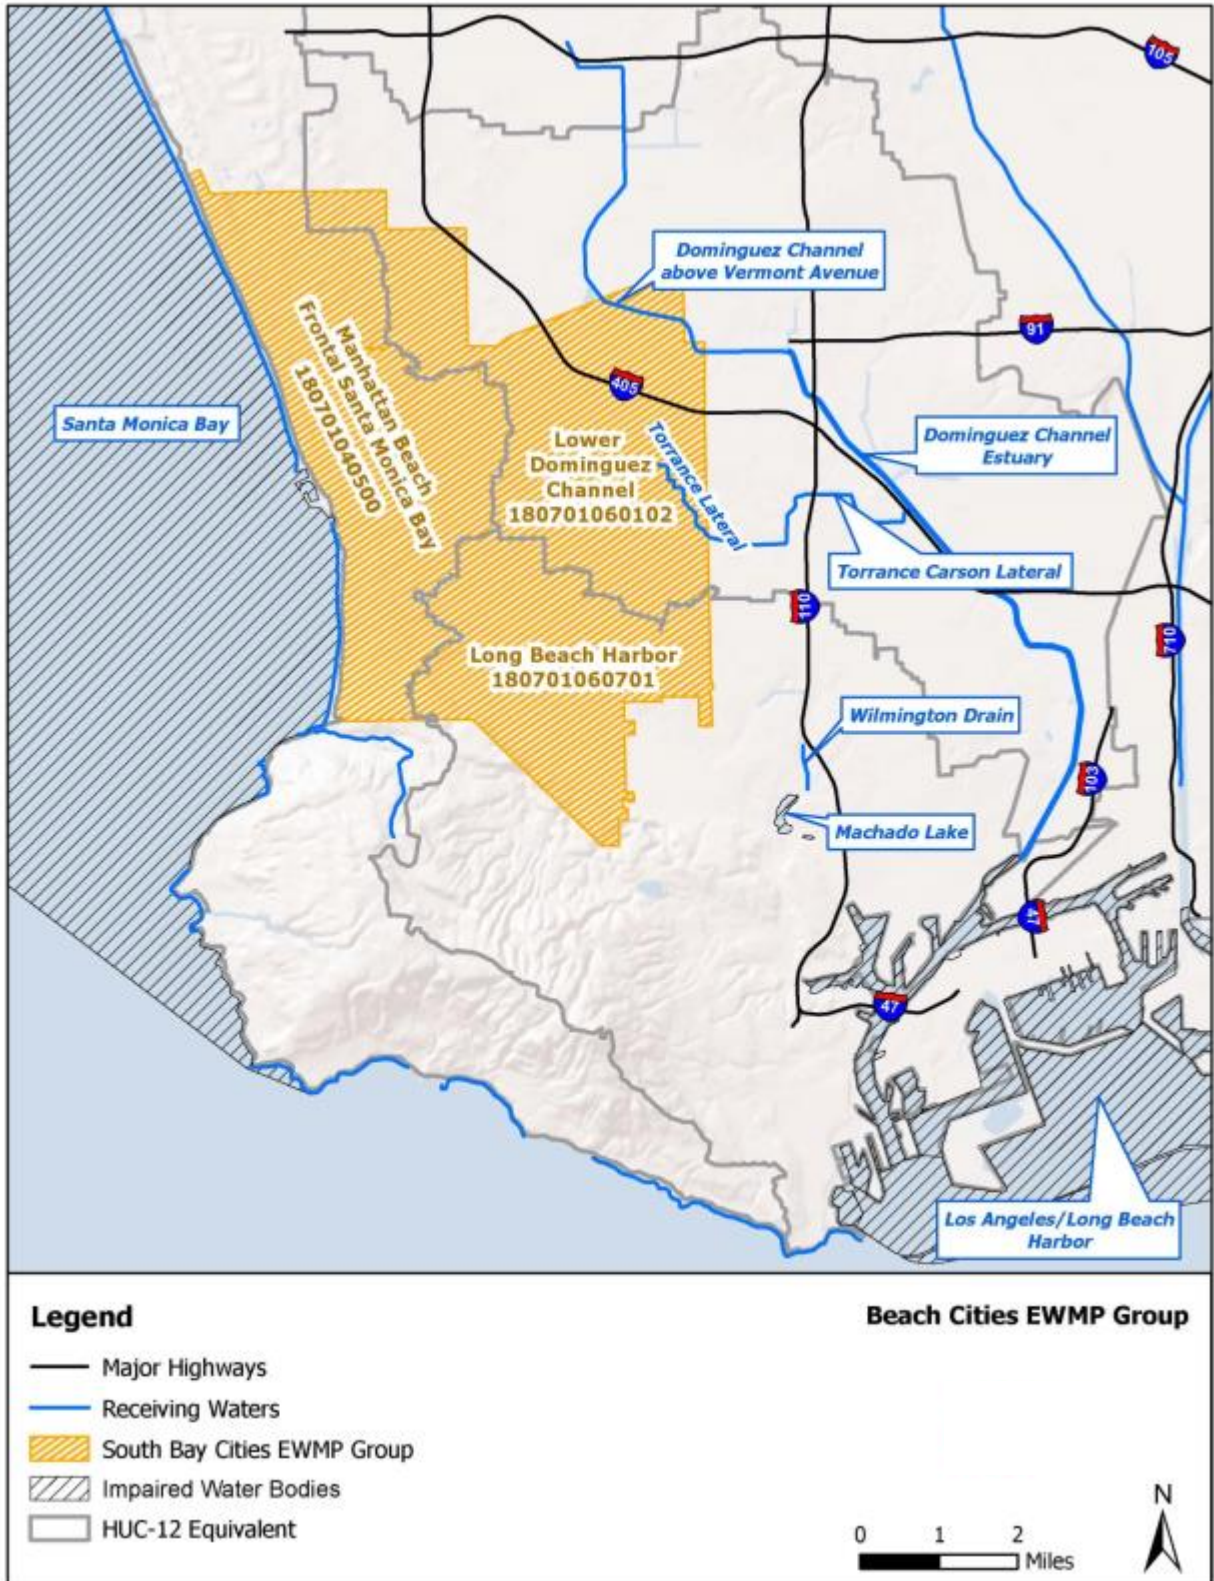 105
Dominguez Channel
above Vermont Avenue
91
405
Santa Monica Bay
Manhattan Beach
Frontal Santa Monica Bay
180701040500
Lower
Dominguez
Channel
180701060102
Torrance Lateral
Dominguez Channel
Estuary
Torrance Carson Lateral
110
710
Long Beach Harbor
180701060701
Wilmington Drain
103
Machado Lake
47
47
Los Angeles/Long Beach
Harbor
Legend
Beach Cities EWMP Group
Major Highways
Receiving Waters
South Bay Cities EWMP Group
Impaired Water Bodies
HUC-12 Equivalent
N
0 1 2
Miles